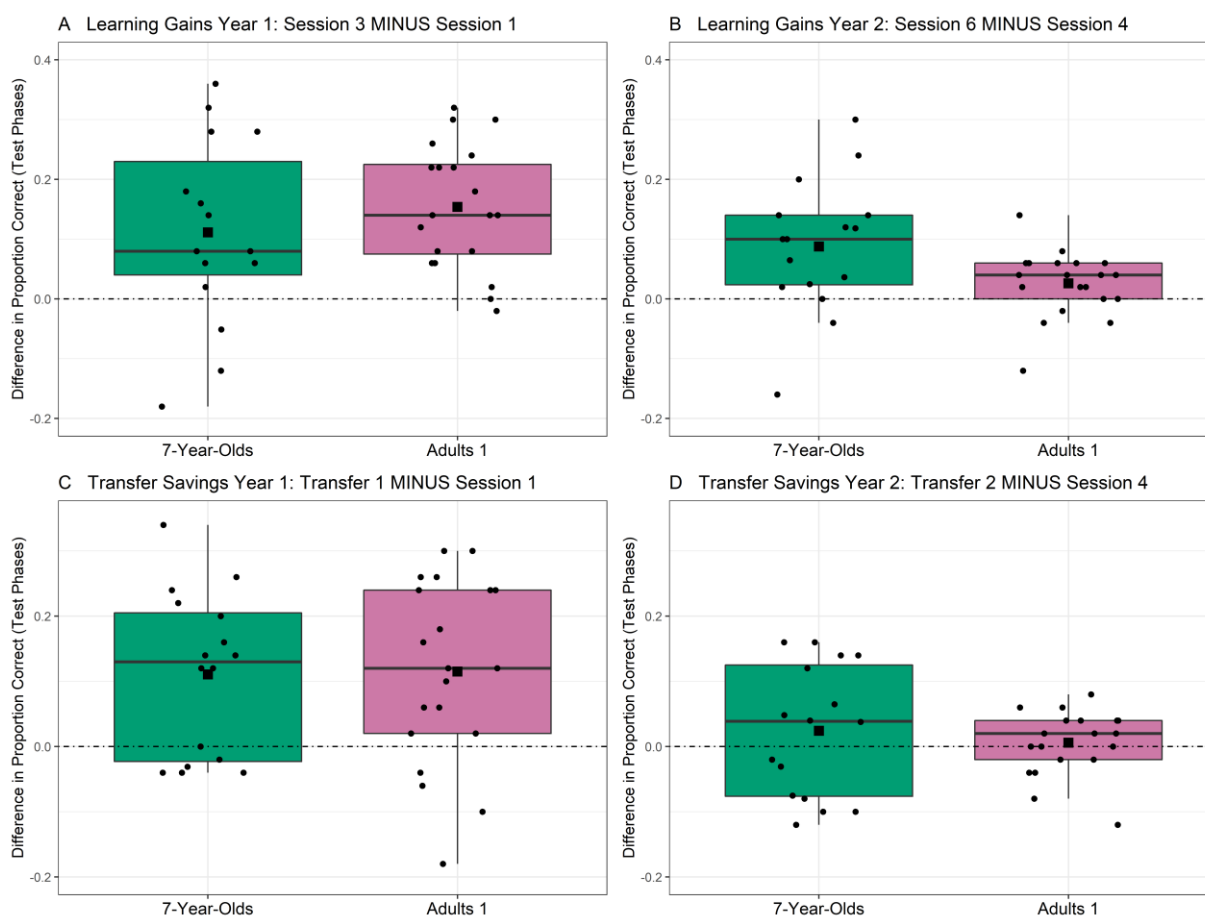 A Learning Gains Year 1: Session 3 MINUS Session 1
Difference in Proportion Correct (Test Phases)
0.4
0.2
0.0
-0.2
7-Year-Olds Adults 1
B Learning Gains Year 2: Session 6 MINUS Session 4
Difference in Proportion Correct (Test Phases)
0.4
0.2
0.0
-0.2
7-Year-Olds Adults 1
C Transfer Savings Year 1: Transfer 1 MINUS Session 1
Difference in Proportion Correct (Test Phases)
0.2
0.0
-0.2
7-Year-Olds Adults 1
D Transfer Savings Year 2: Transfer 2 MINUS Session 4
Difference in Proportion Correct (Test Phases)
0.2
0.0
-0.2
7-Year-Olds Adults 1